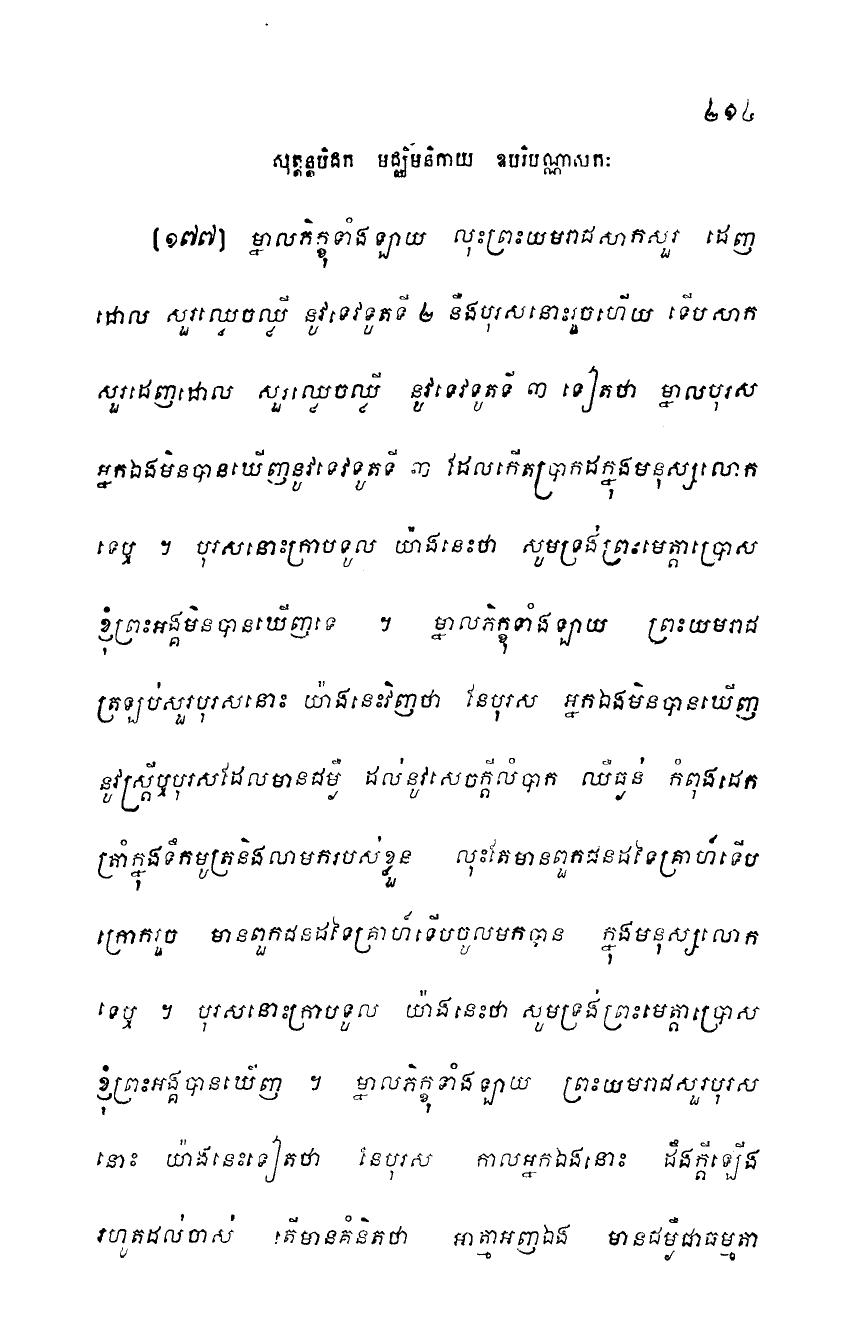 ២១៤
សុត្តន្តបិដក មជ្ឈិមនិកាយ ឧបរិបណ្ណាសកៈ
(១៧៧) ម្នាលភិក្ខុទាំងឡាយ លុះព្រះយមរាជសាកសួរ ដេញ
ដោល សួរឈ្វេចឈ្វី នូវទេវទូតទី ២ នឹងបុរសនោះរួចហើយ ទើបសាក
សួរដេញដោល សួរឈ្វេចឈ្វី នូវទេវទូតទី ៣ ទៀតថា ម្នាលបុរស
អ្នកឯងមិនបានឃើញនូវទេវទូតទី ៣ ដែលកើតប្រាកដក្នុងមនុស្សលោក
ទេឬ ។ បុរសនោះក្រាបទូល យ៉ាងនេះថា សូមទ្រង់ព្រះមេត្តាប្រោស
ខ្ញុំព្រះអង្គមិនបានឃើញទេ ។ ម្នាលភិក្ខុទាំងឡាយ ព្រះយមរាជ
ត្រឡប់សួរបុរសនោះ យ៉ាងនេះវិញថា នែបុរស អ្នកឯងមិនបានឃើញ
នូវស្ត្រីឬបុរសដែលមានជម្ងឺ ដល់នូវសេចក្តីលំបាក ឈឺធ្ងន់ កំពុងដេក
ត្រាំក្នុងទឹកមូត្រនិងលាមករបស់ខ្លួន លុះតែមានពួកជនដទៃគ្រាហ៍ទើប
ក្រោករួច មានពួកជនដទៃគ្រាហ៍ទើបចូលមកបាន ក្នុងមនុស្សលោក
ទេឬ ។ បុរសនោះក្រាបទូល យ៉ាងនេះថា សូមទ្រង់ព្រះមេត្តាប្រោស
ខ្ញុំព្រះអង្គបានឃើញ ។ ម្នាលភិក្ខុទាំងឡាយ ព្រះយមរាជសួរបុរស
នោះ យ៉ាងនេះទៀតថា នែបុរស កាលអ្នកឯងនោះ ដឹងក្តីឡើង
រហូតដល់ចាស់ តើមានគំនិតថា អាត្មាអញឯង មានជម្ងឺជាធម្មតា